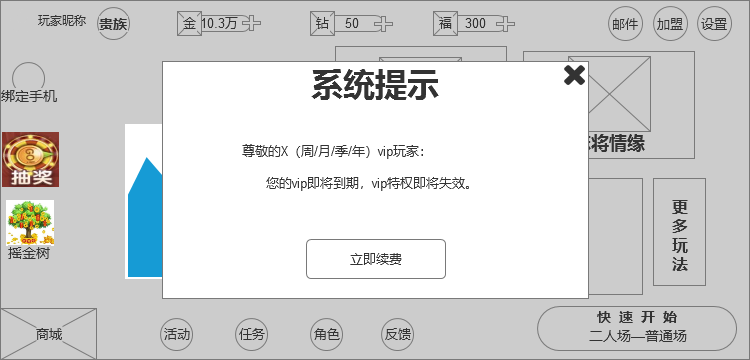 玩家昵称
贵族
金
10.3万
钻
50
福
300
邮件
加盟
设置
绑定手机
抽奖
摇金树
系统提示
尊敬的X（周/月/季/年）vip玩家：
您的vip即将到期，vip特权即将失效。
立即续费
将情缘
更多玩法
商城
活动
任务
角色
反馈
快速开始
二人场—普通场